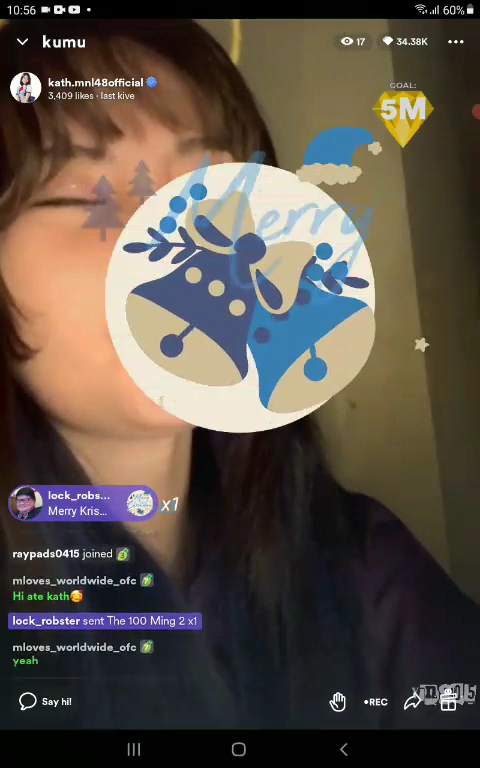 10:56
60%
kumu
17
34.38K
kath.mnl48official
3,409 likes • last kive
GOAL:
5M
Merry
lock_robs...
Merry Kris...
x1
raypads0415 joined
mloves_worldwide_ofc
Hi ate kath
lock_robster sent The 100 Ming 2 x1
mloves_worldwide_ofc
yeah
Say hi!
•REC